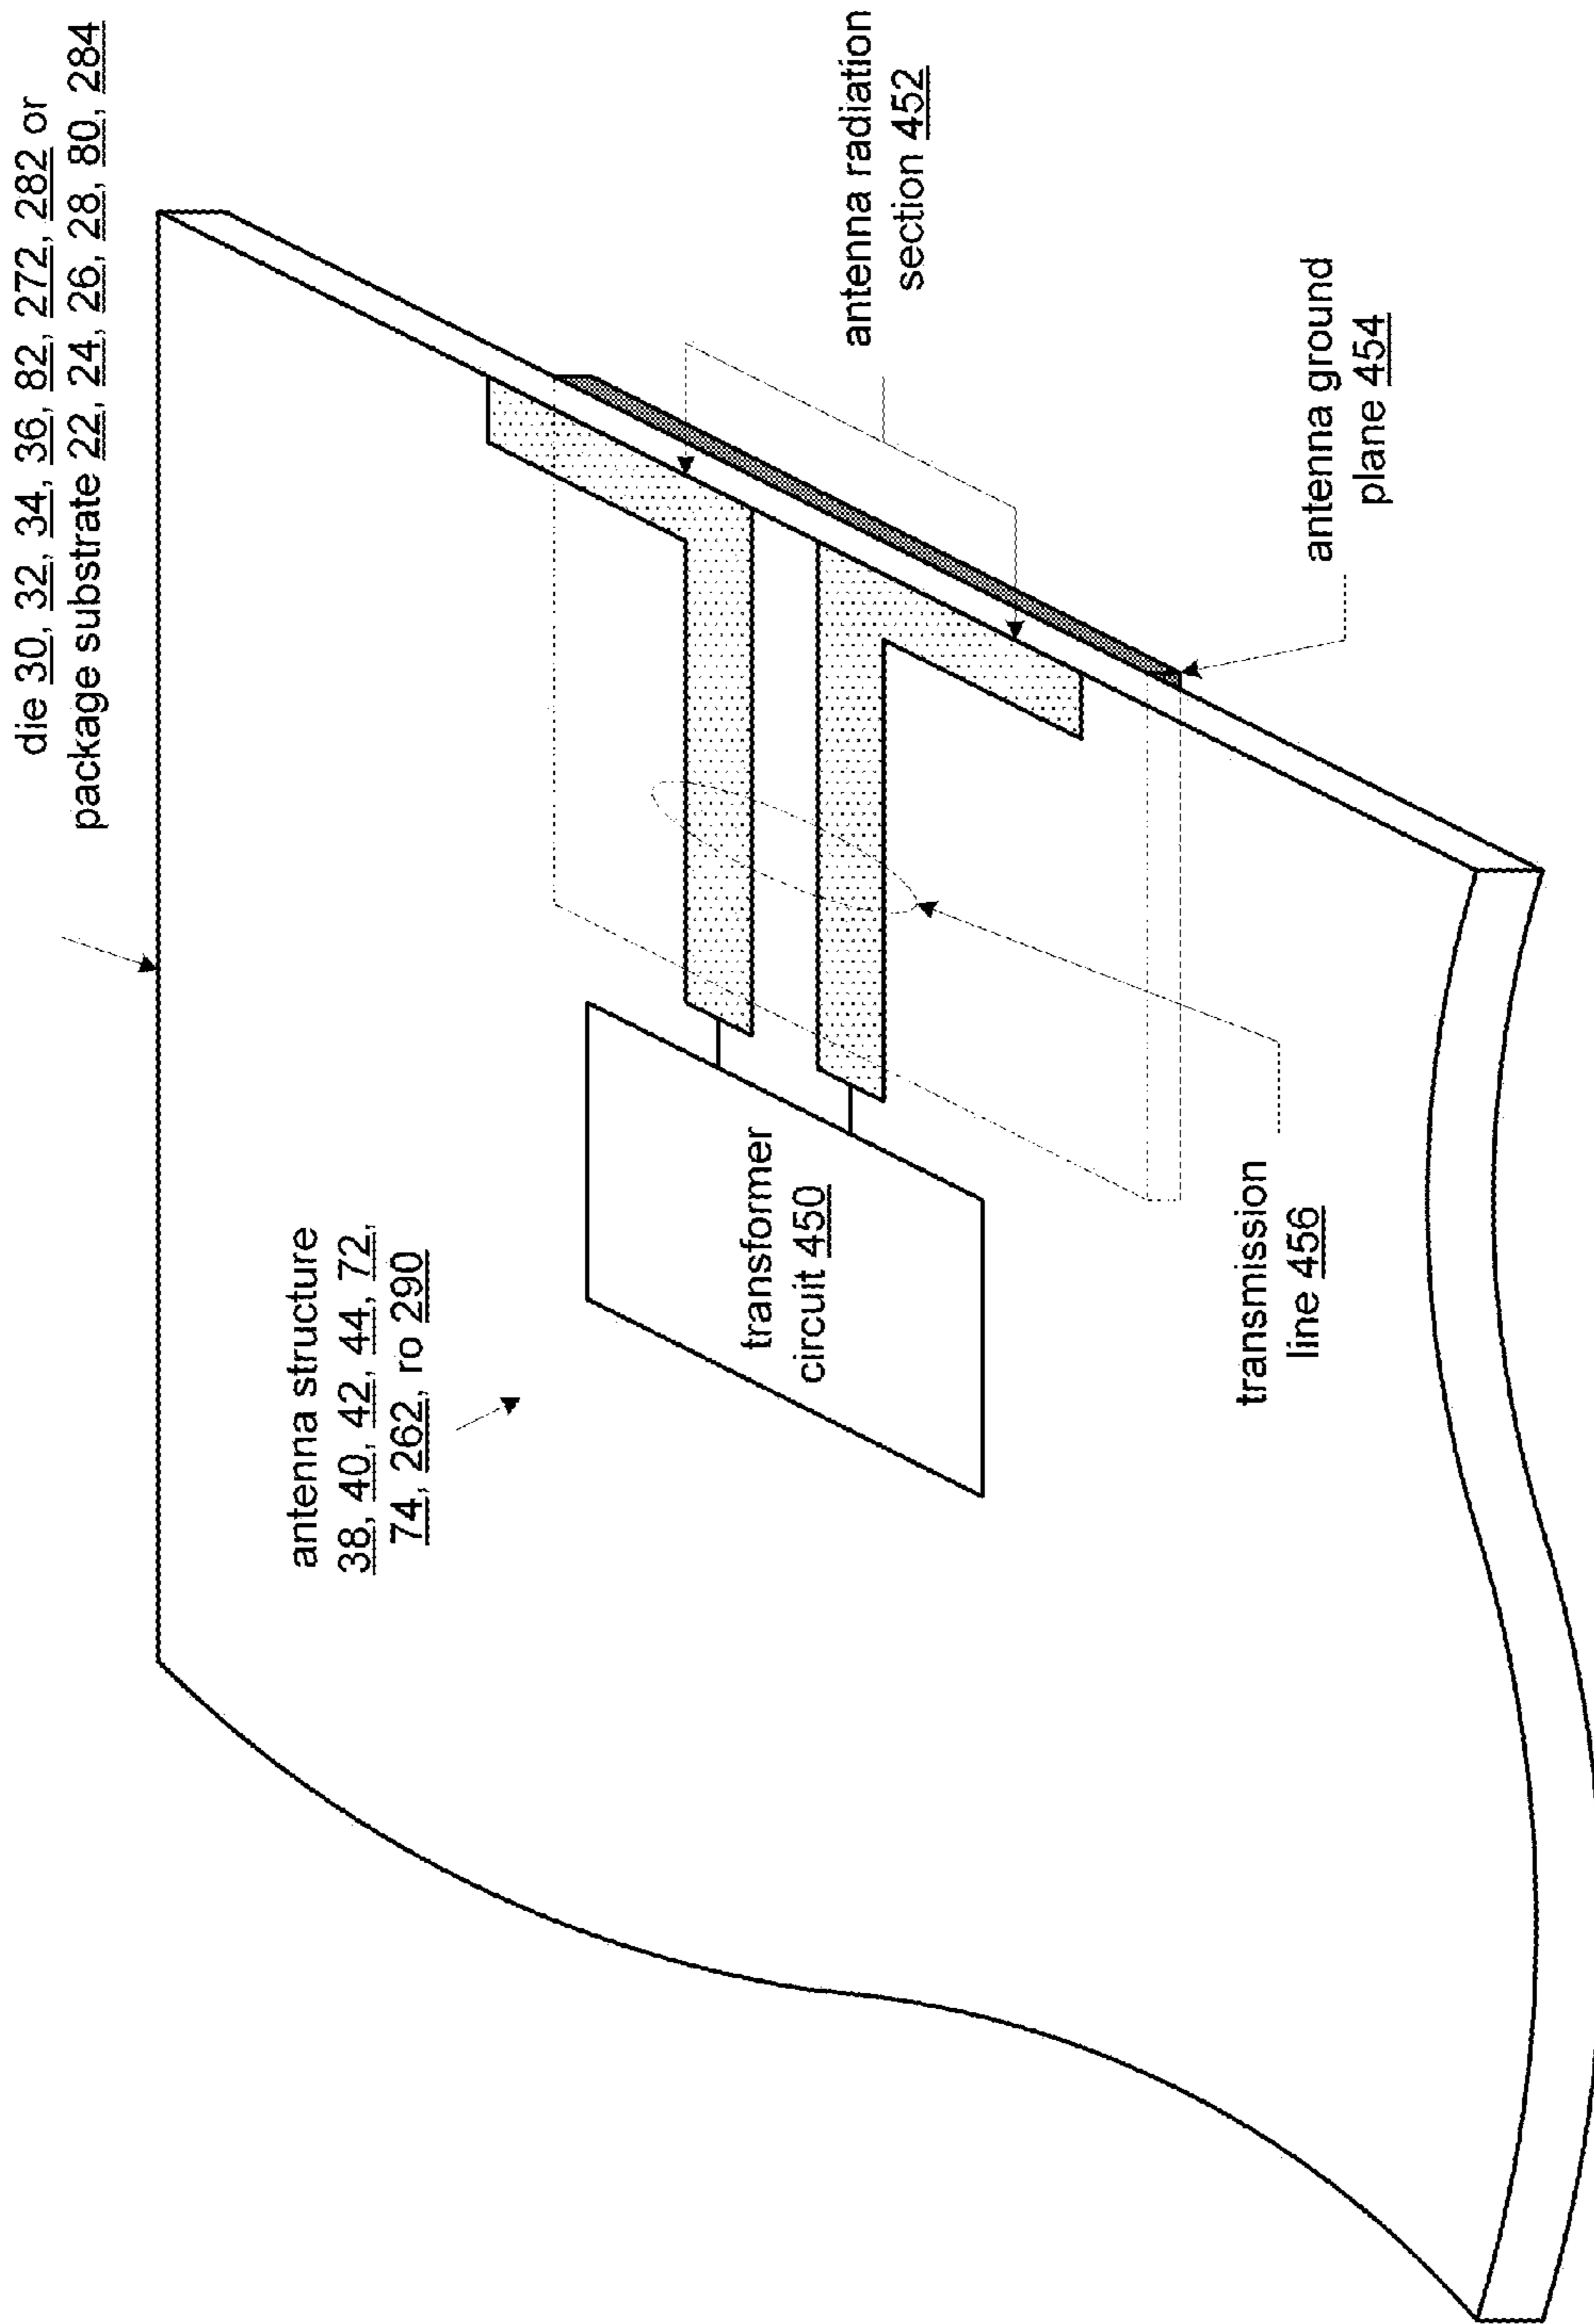 die 30, 32, 34, 36, 82, 272, 282 or
package substrate 22, 24, 26, 28, 80, 284
antenna structure
38, 40, 42, 44, 72,
74, 262, ro 290
transformer
circuit 450
antenna radiation
section 452
transmission
line 456
antenna ground
plane 454